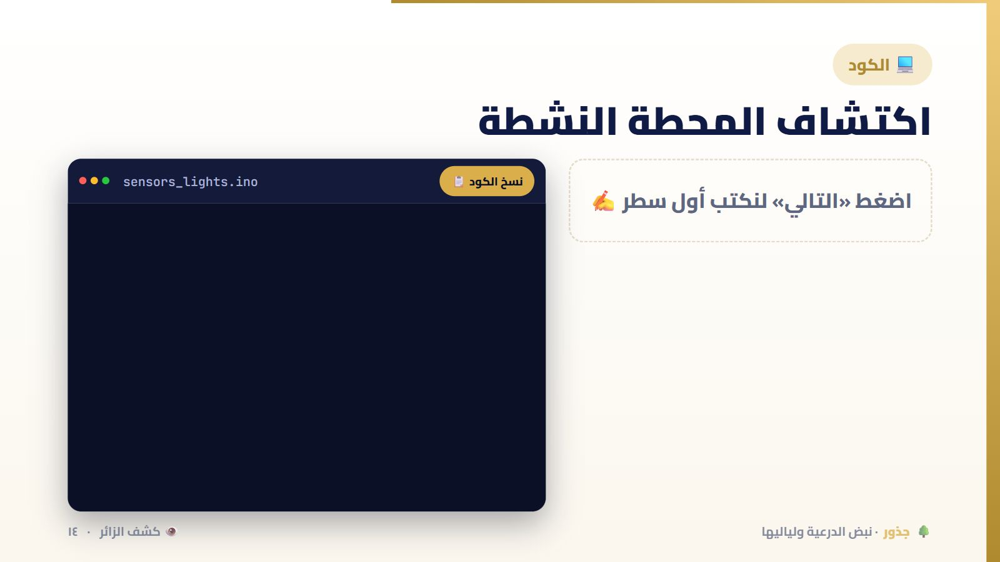 💻 الكود
اكتشاف المحطة النشطة
اضغط «التالي» لنكتب أول سطر ✍️
sensors_lights.ino
نسخ الكود 📋
🌳 جذور · نبض الدرعية ولياليها
👁️ كشف الزائر · ١٤